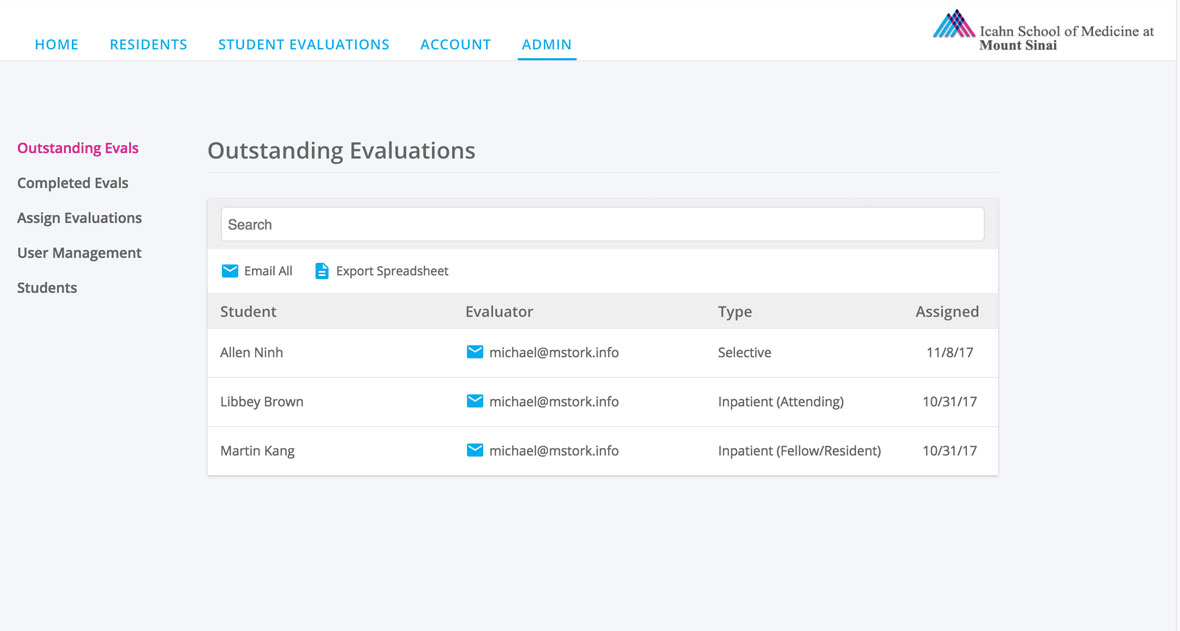 HOME RESIDENTS STUDENT EVALUATIONS ACCOUNT ADMIN
Icahn School of Medicine at
Mount Sinai
Outstanding Evals
Completed Evals
Assign Evaluations
User Management
Students
Outstanding Evaluations
Search
Email All Export Spreadsheet
Student Evaluator Type Assigned
Allen Ninh michael@mstork.info Selective 11/8/17
Libbey Brown michael@mstork.info Inpatient (Attending) 10/31/17
Martin Kang michael@mstork.info Inpatient (Fellow/Resident) 10/31/17